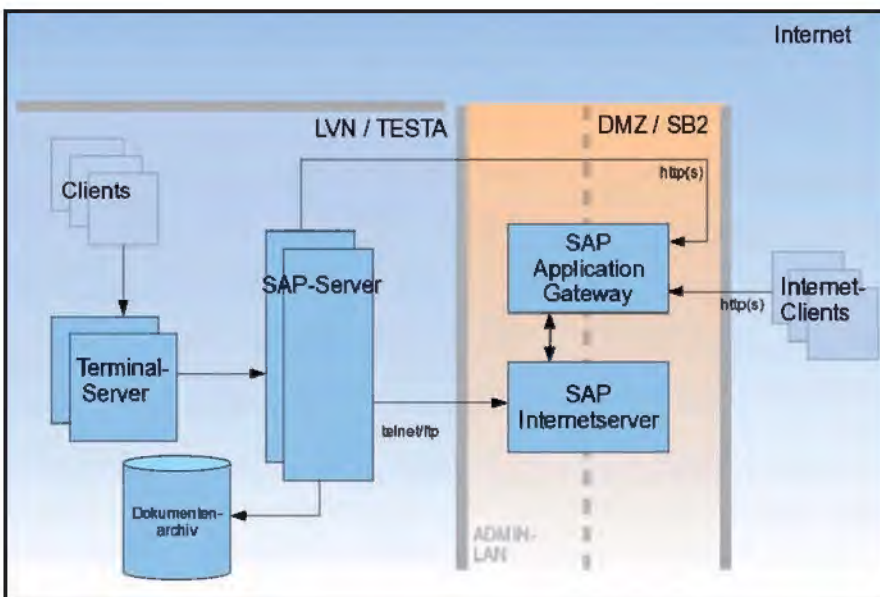 Internet
LVN / TESTA
DMZ / SB2
http(s)
Clients
SAP
Application
Gateway
SAP-Server
Internet-
Clients
http(s)
Terminal-
Server
SAP
Internetserver
telnet/ftp
Dokumenten-
archiv
ADMIN-
LAN